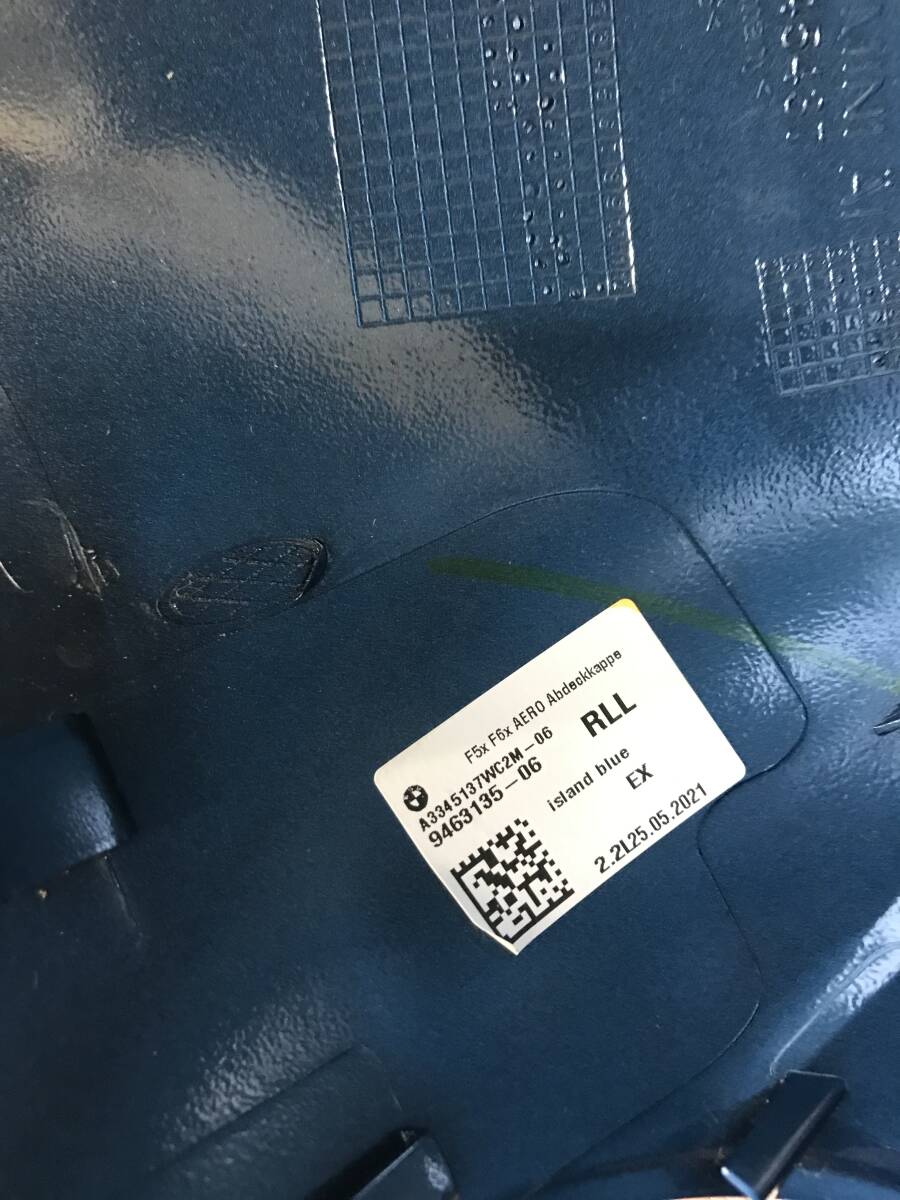 F5x F6x AERO Abdeckkappe
A3345137WC2M-06
9463135-06
RLL
island blue
EX
2.2L25.05.2021